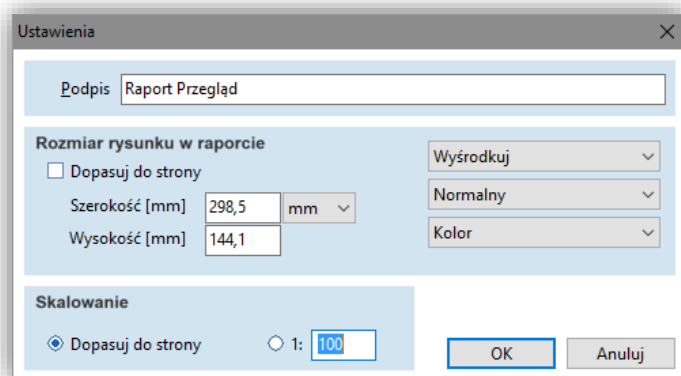 Ustawienia
Podpis Raport Przegląd
Rozmiar rysunku w raporcie
Dopasuj do strony
Szerokość [mm] 298,5 mm
Wysokość [mm] 144,1
Wyśrodkuj
Normalny
Kolor
Skalowanie
Dopasuj do strony 1: 100
OK Anuluj